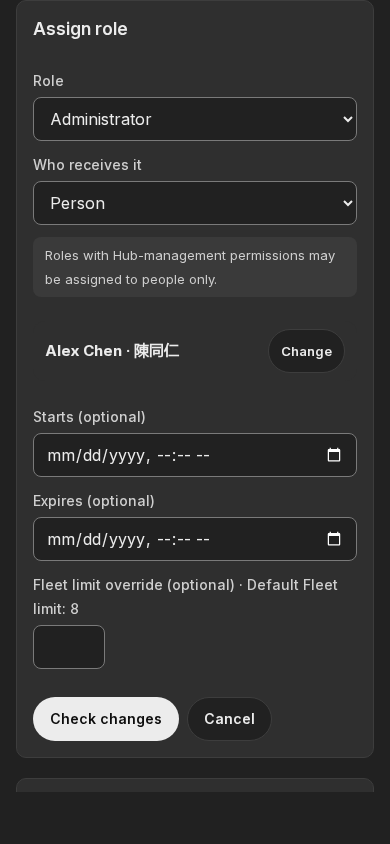 Assign role
Role
Administrator
Who receives it
Person
Roles with Hub-management permissions may
be assigned to people only.
Alex Chen · 陳同仁
Change
Starts (optional)
mm/dd/yyyy, --:-- --
Expires (optional)
mm/dd/yyyy, --:-- --
Fleet limit override (optional) · Default Fleet
limit: 8
Check changes
Cancel